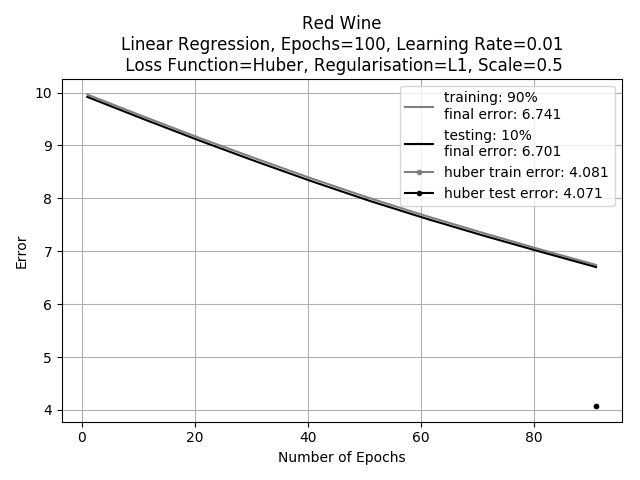 Red Wine
Linear Regression, Epochs=100, Learning Rate=0.01
Loss Function=Huber, Regularisation=L1, Scale=0.5
training: 90%
final error: 6.741
testing: 10%
final error: 6.701
huber train error: 4.081
huber test error: 4.071
Error
10
9
8
7
6
5
4
0
20
40
60
80
Number of Epochs